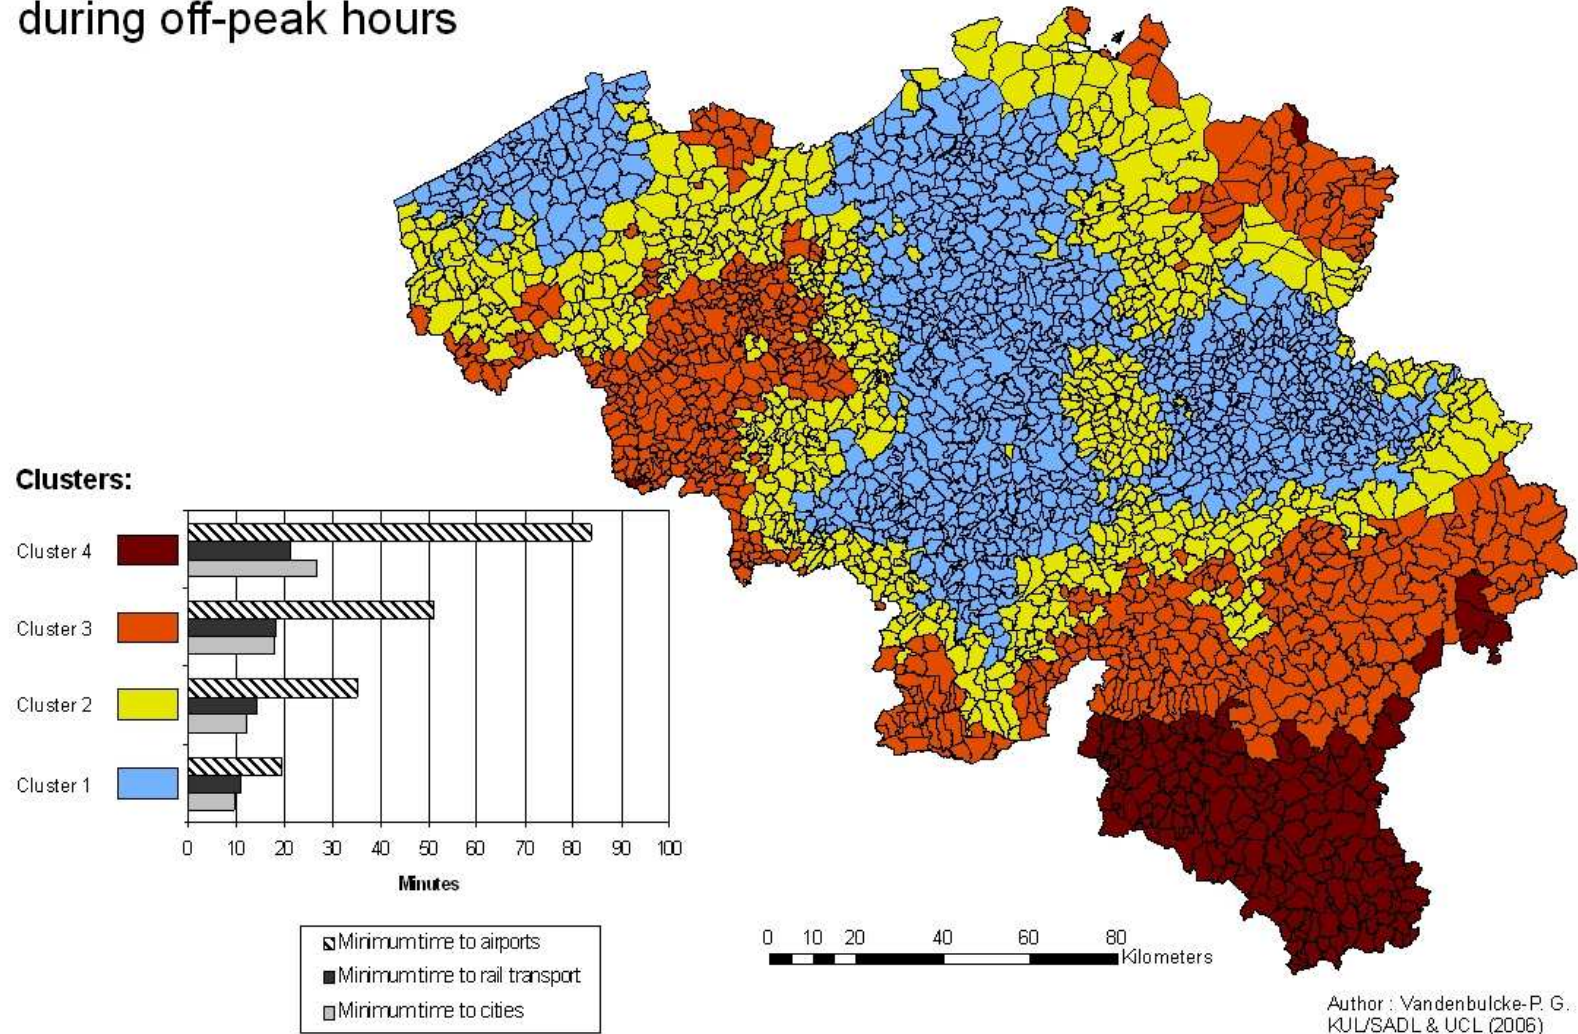 during off-peak hours
Clusters:
Cluster 4
Cluster 3
Cluster 2
Cluster 1
0 10 20 30 40 50 60 70 80 90 100
Minutes
Minimum time to airports
Minimum time to rail transport
Minimum time to cities
0 10 20 40 60 80
Kilometers
Author : Vandenbulcke-P. G.
KUL/SADL & UCL (2006)